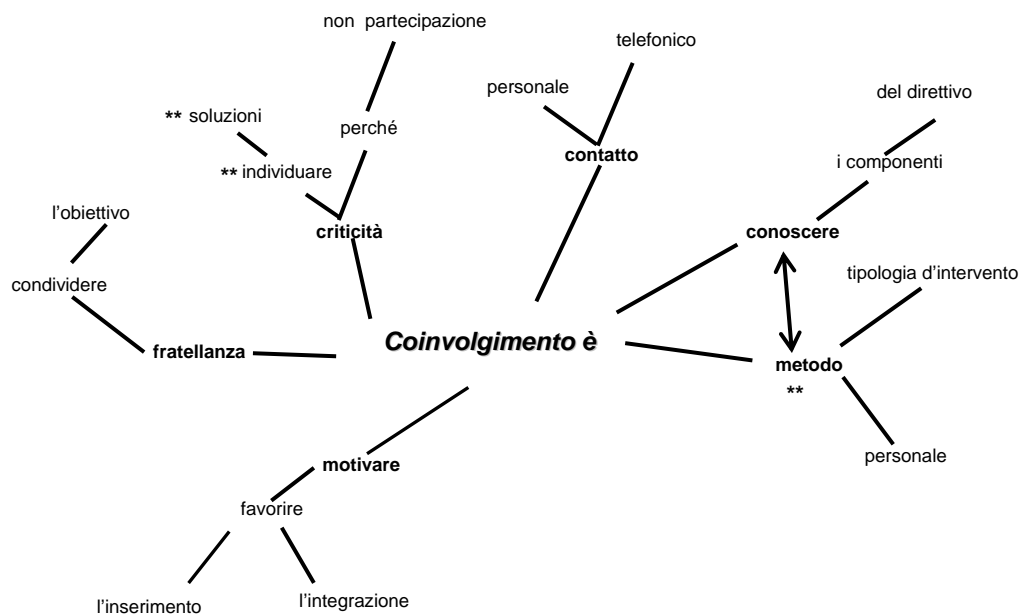 non partecipazione
telefonico
personale
del direttivo
** soluzioni
perché
contatto
i componenti
** individuare
l'obiettivo
criticità
conoscere
condividere
tipologia d'intervento
Coinvolgimento è
fratellanza
metodo
**
motivare
personale
favorire
l'inserimento
l'integrazione